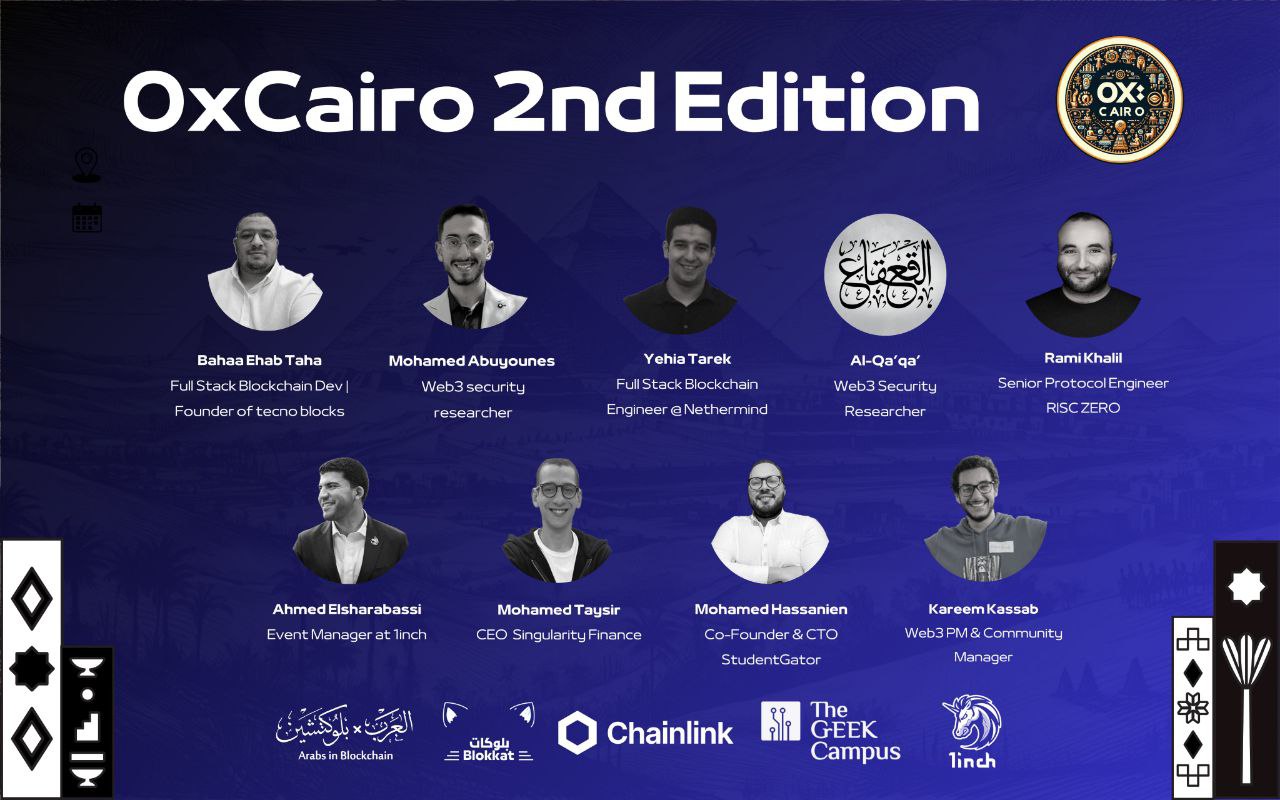 0xCairo 2nd Edition
0X:
CAIRO
القعقاع
Bahaa Ehab Taha
Full Stack Blockchain Dev |
Founder of tecno blocks
Mohamed Abuyounes
Web3 security
researcher
Yehia Tarek
Full Stack Blockchain
Engineer @ Nethermind
Al-Qa'qa'
Web3 Security
Researcher
Rami Khalil
Senior Protocol Engineer
RISC ZERO
Ahmed Elsharabassi
Event Manager at 1inch
Mohamed Taysir
CEO Singularity Finance
Mohamed Hassanien
Co-Founder & CTO
StudentGator
Kareem Kassab
Web3 PM & Community
Manager
العرب × بلوكتشين
Arabs in Blockchain
بلوكات
Blokkat
Chainlink
The
GEEK
Campus
1inch